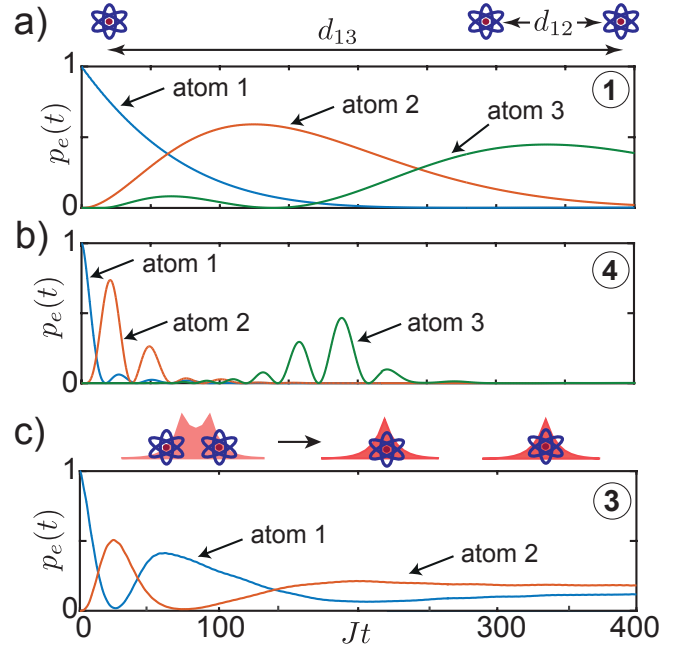 a)
d₁₃
d₁₂
1
atom 1
atom 2
atom 3
①
pₑ(t)
0
b)
1
atom 1
atom 2
atom 3
④
pₑ(t)
0
c)
1
atom 1
atom 2
③
pₑ(t)
0
0 100 300 400
Jt